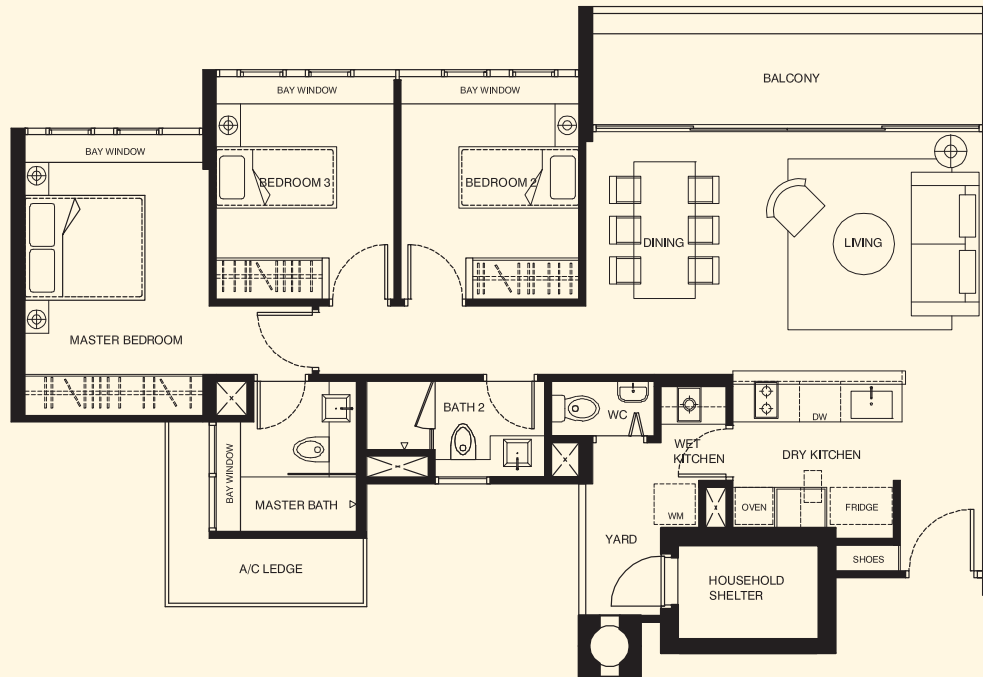 BALCONY
BAY WINDOW
BAY WINDOW
BAY WINDOW
BEDROOM 3
BEDROOM 2
DINING
LIVING
MASTER BEDROOM
BATH 2
WC
DW
WET
KITCHEN
DRY KITCHEN
BAY WINDOW
MASTER BATH
WM
OVEN
FRIDGE
YARD
SHOES
A/C LEDGE
HOUSEHOLD
SHELTER